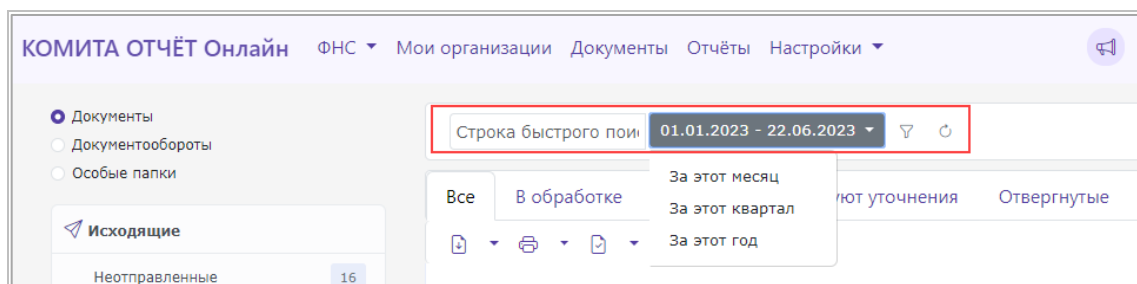 КОМИТА ОТЧЁТ Онлайн ФНС Мои организации Документы Отчёты Настройки
Документы
Документообороты
Особые папки
Строка быстрого пои 01.01.2023 - 22.06.2023
За этот месяц
За этот квартал
За этот год
Все В обработке уют уточнения Отвергнутые
Исходящие
Неотправленные 16